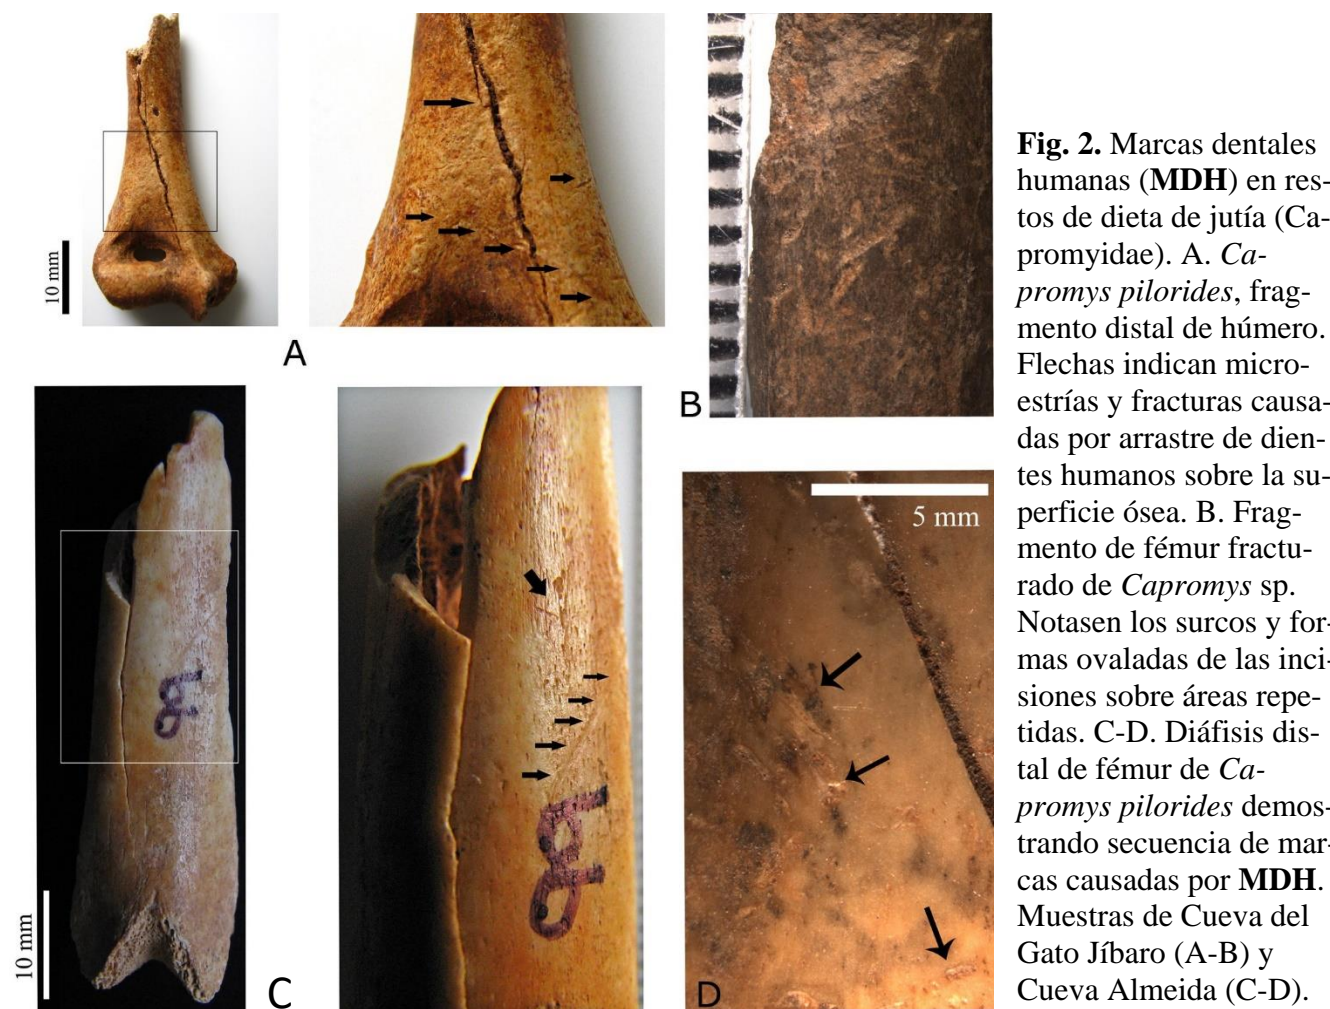 10 mm
A
B
10 mm
C
5 mm
D
Fig. 2. Marcas dentales
humanas (MDH) en res-
tos de dieta de jutía (Ca-
promyidae). A. Ca-
promys pilorides, frag-
mento distal de húmero.
Flechas indican micro-
estrías y fracturas causa-
das por arrastre de dien-
tes humanos sobre la su-
perficie ósea. B. Frag-
mento de fémur fractu-
rado de Capromys sp.
Notasen los surcos y for-
mas ovaladas de las inci-
siones sobre áreas repe-
tidas. C-D. Diáfisis dis-
tal de fémur de Ca-
promys pilorides demos-
trando secuencia de mar-
cas causadas por MDH.
Muestras de Cueva del
Gato Jíbaro (A-B) y
Cueva Almeida (C-D).